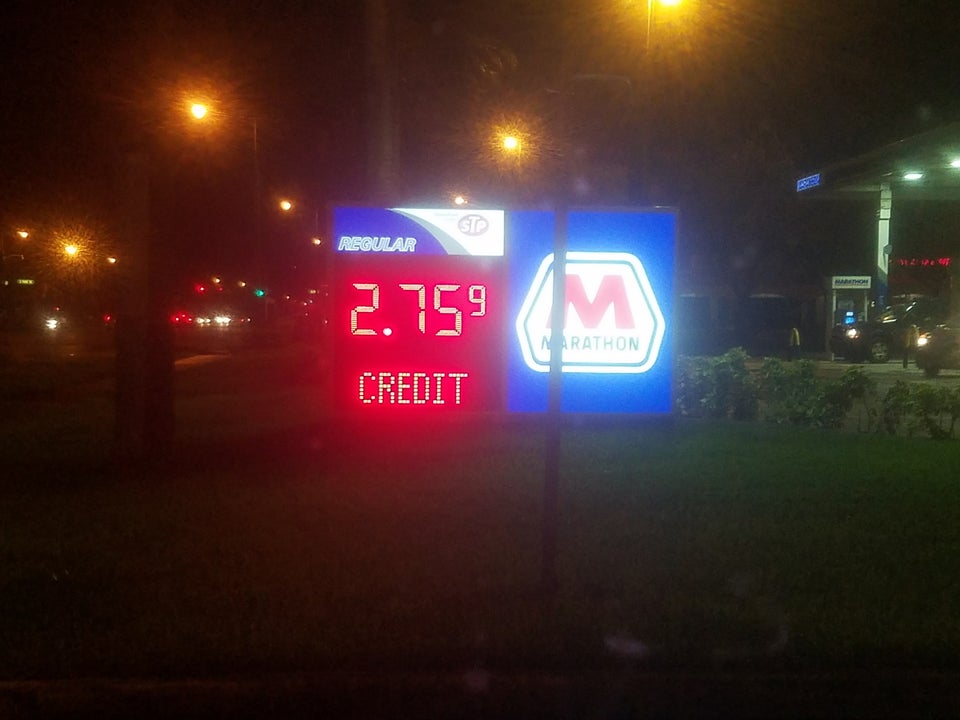 STP
REGULAR
2.759
CREDIT
M
MARATHON
MARATHON